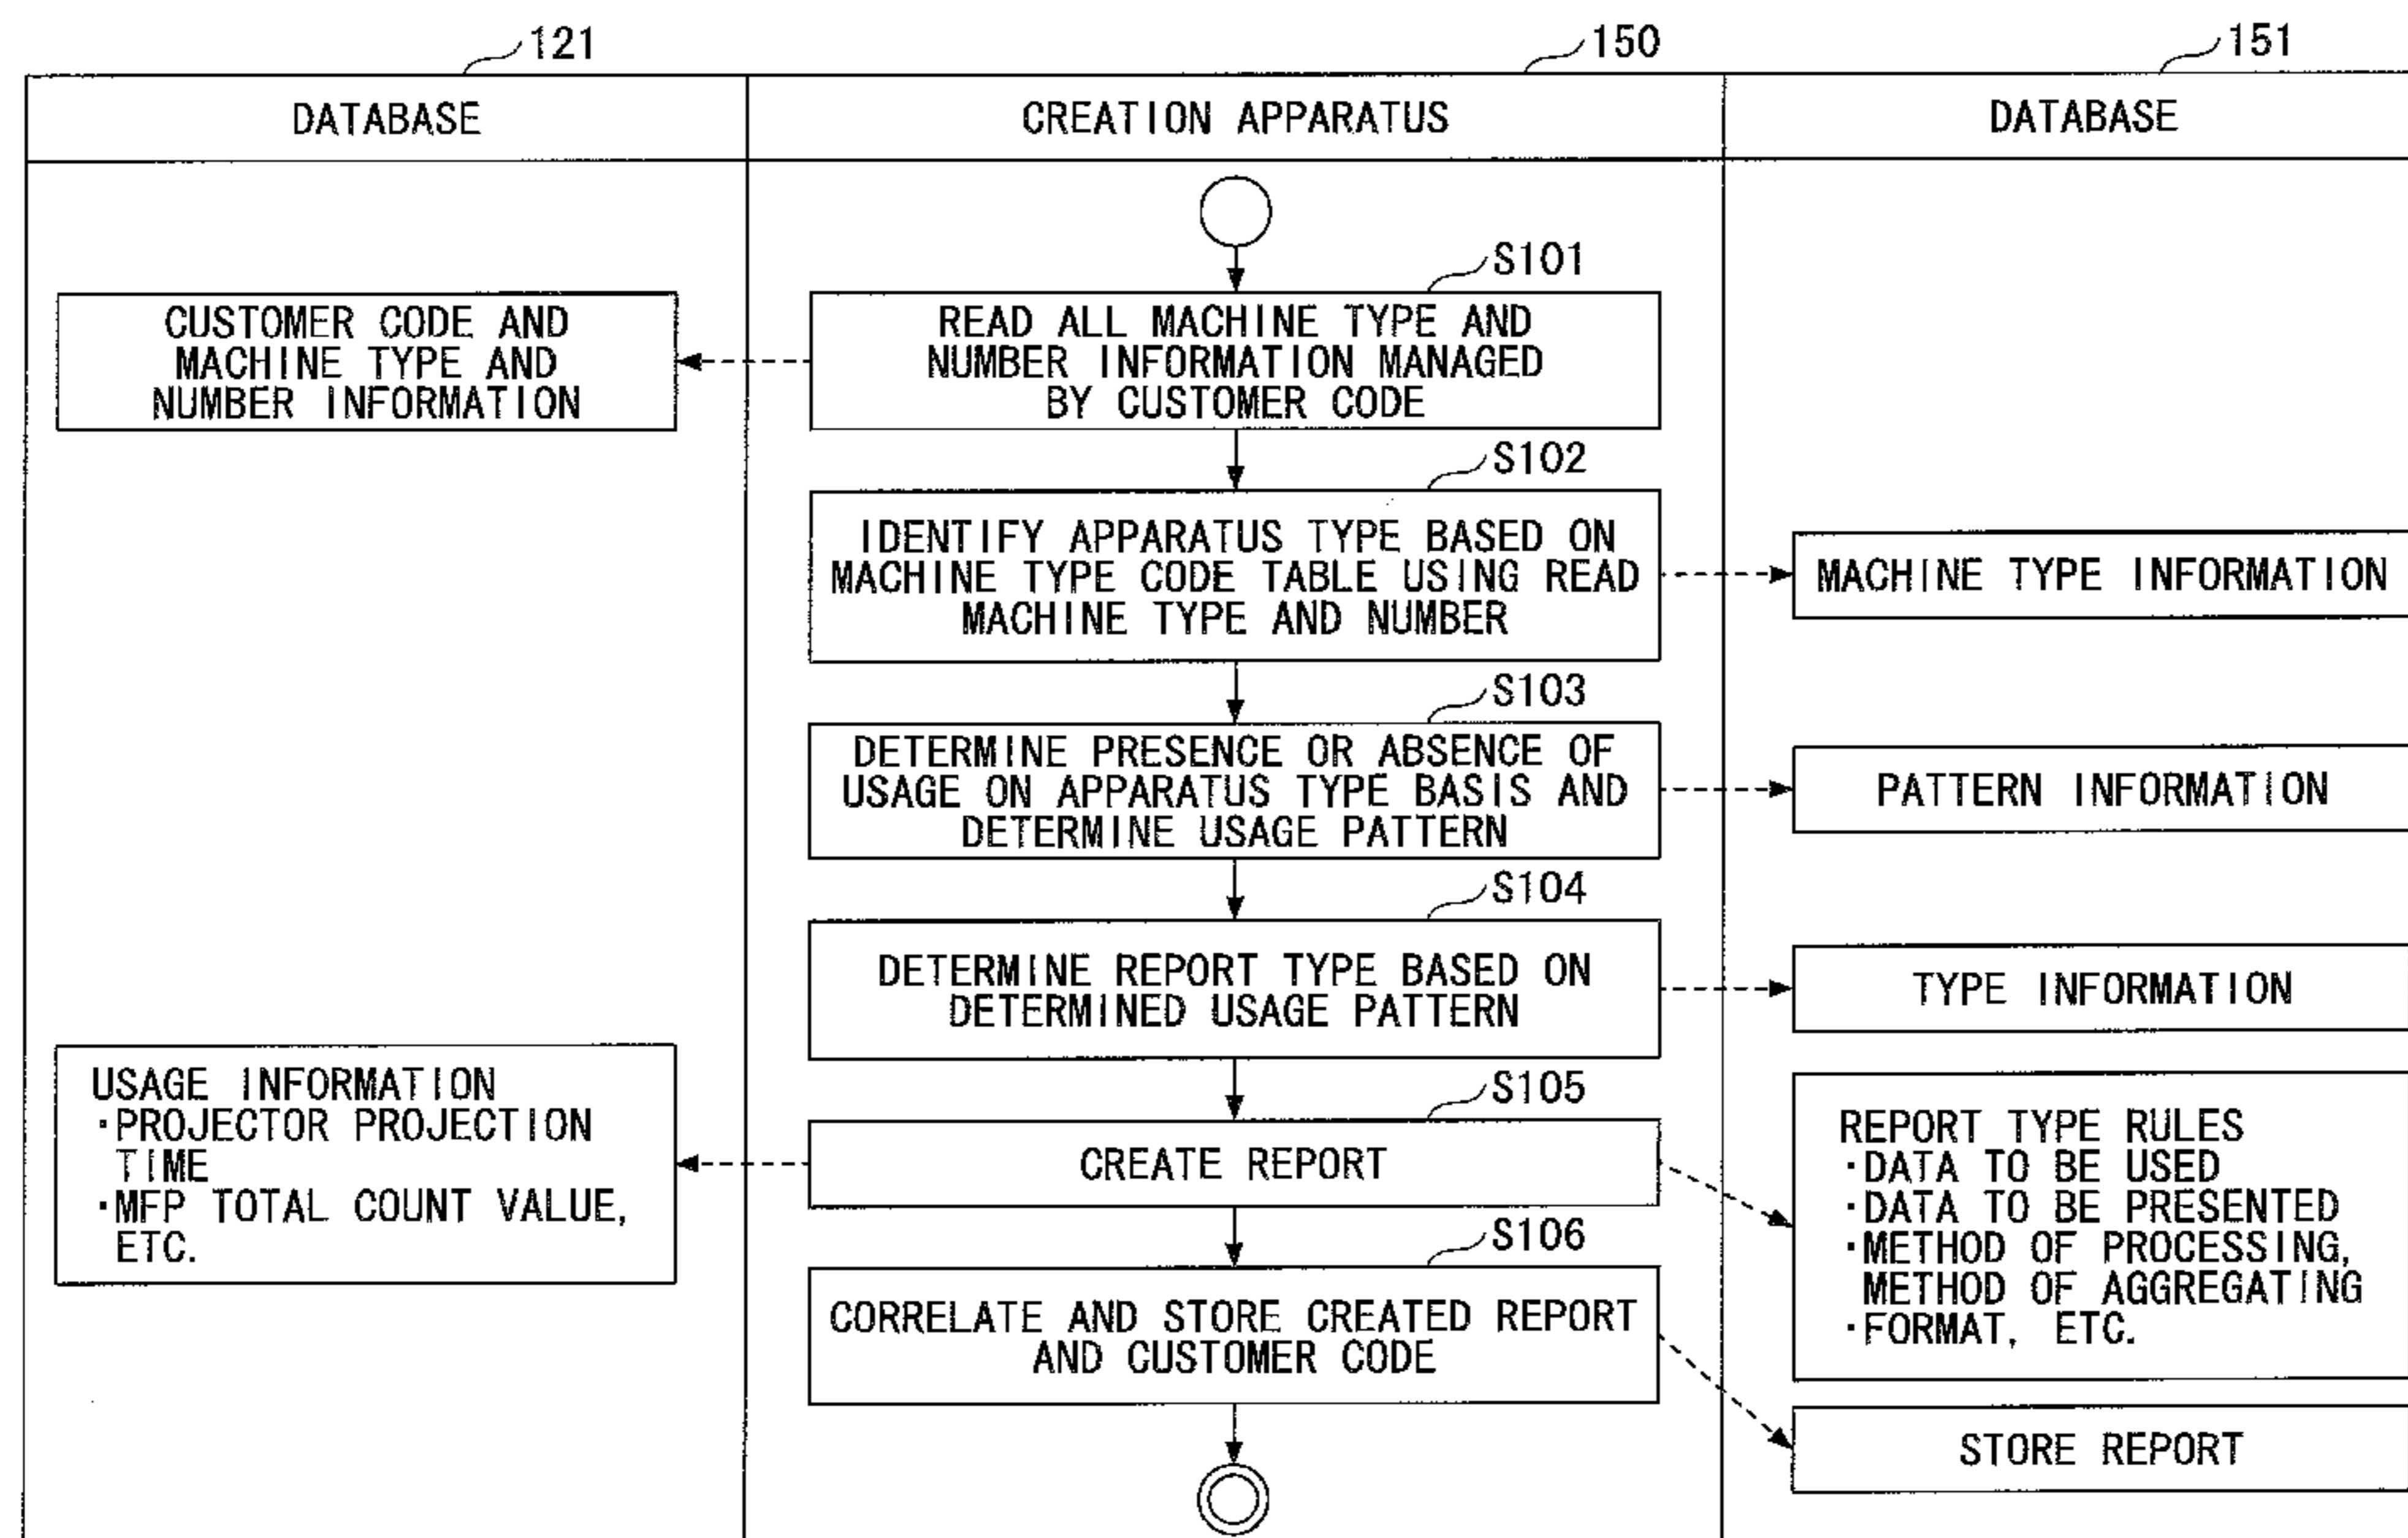 121
150
151
DATABASE
CREATION APPARATUS
DATABASE
S101
CUSTOMER CODE AND
MACHINE TYPE AND
NUMBER INFORMATION
READ ALL MACHINE TYPE AND
NUMBER INFORMATION MANAGED
BY CUSTOMER CODE
S102
IDENTIFY APPARATUS TYPE BASED ON
MACHINE TYPE CODE TABLE USING READ
MACHINE TYPE AND NUMBER
MACHINE TYPE INFORMATION
S103
DETERMINE PRESENCE OR ABSENCE OF
USAGE ON APPARATUS TYPE BASIS AND
DETERMINE USAGE PATTERN
PATTERN INFORMATION
S104
DETERMINE REPORT TYPE BASED ON
DETERMINED USAGE PATTERN
TYPE INFORMATION
USAGE INFORMATION
・PROJECTOR PROJECTION
TIME
・MFP TOTAL COUNT VALUE,
ETC.
S105
CREATE REPORT
REPORT TYPE RULES
・DATA TO BE USED
・DATA TO BE PRESENTED
・METHOD OF PROCESSING,
METHOD OF AGGREGATING
・FORMAT, ETC.
S106
CORRELATE AND STORE CREATED REPORT
AND CUSTOMER CODE
STORE REPORT